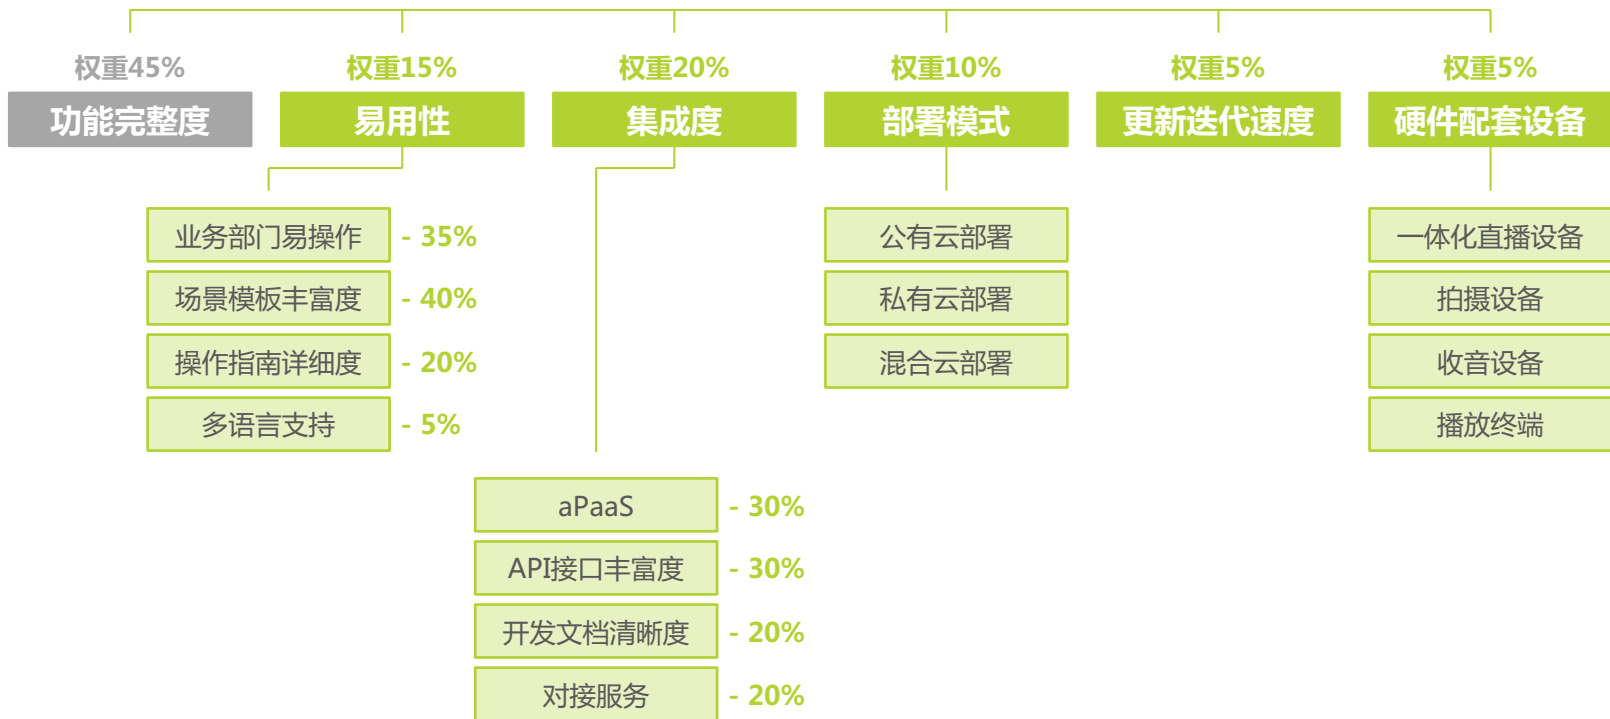 权重45%
功能完整度
权重15%
易用性
业务部门易操作 - 35%
场景模板丰富度 - 40%
操作指南详细度 - 20%
多语言支持 - 5%
权重20%
集成度
aPaaS - 30%
API接口丰富度 - 30%
开发文档清晰度 - 20%
对接服务 - 20%
权重10%
部署模式
公有云部署
私有云部署
混合云部署
权重5%
更新迭代速度
权重5%
硬件配套设备
一体化直播设备
拍摄设备
收音设备
播放终端